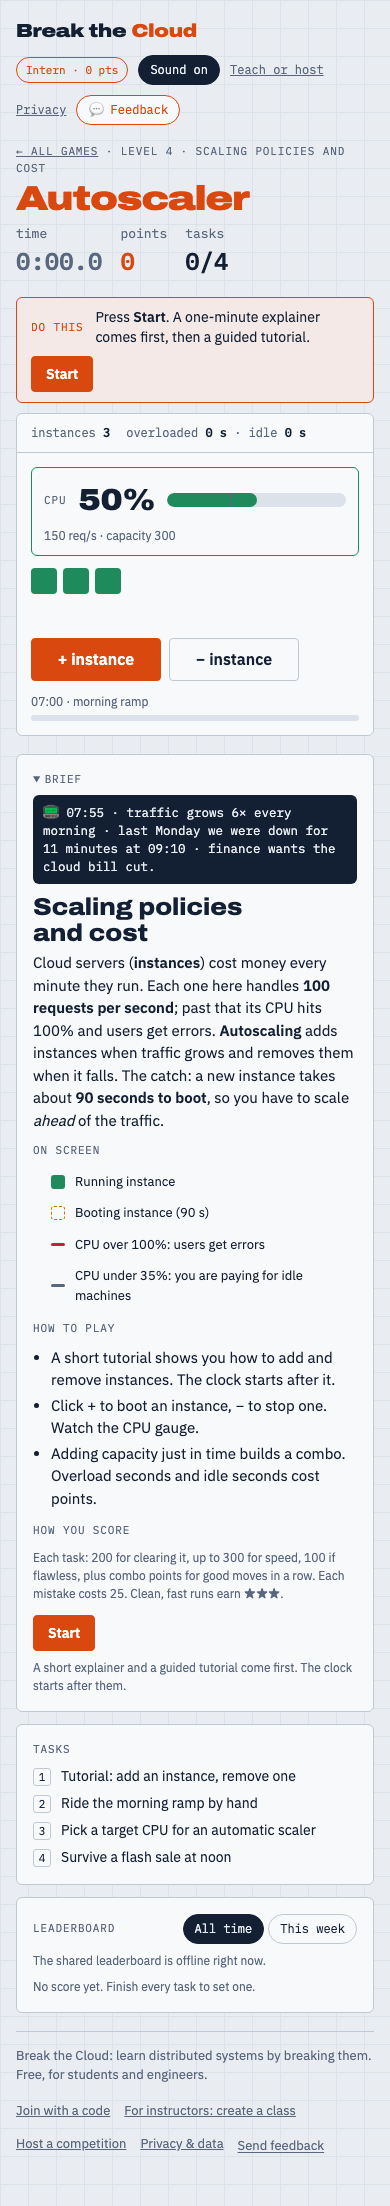 Break the Cloud
Intern · 0 pts
Sound on
Teach or host
Privacy
💬 Feedback
← ALL GAMES · LEVEL 4 · SCALING POLICIES AND
COST
Autoscaler
time points tasks
0:00.0 0 0/4
DO THIS
Press Start. A one-minute explainer
comes first, then a guided tutorial.
Start
instances 3 overloaded 0 s · idle 0 s
CPU 50%
150 req/s · capacity 300
+ instance
− instance
07:00 · morning ramp
▼ BRIEF
📟 07:55 · traffic grows 6× every
morning · last Monday we were down for
11 minutes at 09:10 · finance wants the
cloud bill cut.
Scaling policies
and cost
Cloud servers (instances) cost money every
minute they run. Each one here handles 100
requests per second; past that its CPU hits
100% and users get errors. Autoscaling adds
instances when traffic grows and removes them
when it falls. The catch: a new instance takes
about 90 seconds to boot, so you have to scale
ahead of the traffic.
ON SCREEN
Running instance
Booting instance (90 s)
CPU over 100%: users get errors
CPU under 35%: you are paying for idle
machines
HOW TO PLAY
• A short tutorial shows you how to add and
remove instances. The clock starts after it.
• Click + to boot an instance, − to stop one.
Watch the CPU gauge.
• Adding capacity just in time builds a combo.
Overload seconds and idle seconds cost
points.
HOW YOU SCORE
Each task: 200 for clearing it, up to 300 for speed, 100 if
flawless, plus combo points for good moves in a row. Each
mistake costs 25. Clean, fast runs earn ★★★.
Start
A short explainer and a guided tutorial come first. The clock
starts after them.
TASKS
1 Tutorial: add an instance, remove one
2 Ride the morning ramp by hand
3 Pick a target CPU for an automatic scaler
4 Survive a flash sale at noon
LEADERBOARD
All time
This week
The shared leaderboard is offline right now.
No score yet. Finish every task to set one.
Break the Cloud: learn distributed systems by breaking them.
Free, for students and engineers.
Join with a code For instructors: create a class
Host a competition Privacy & data Send feedback